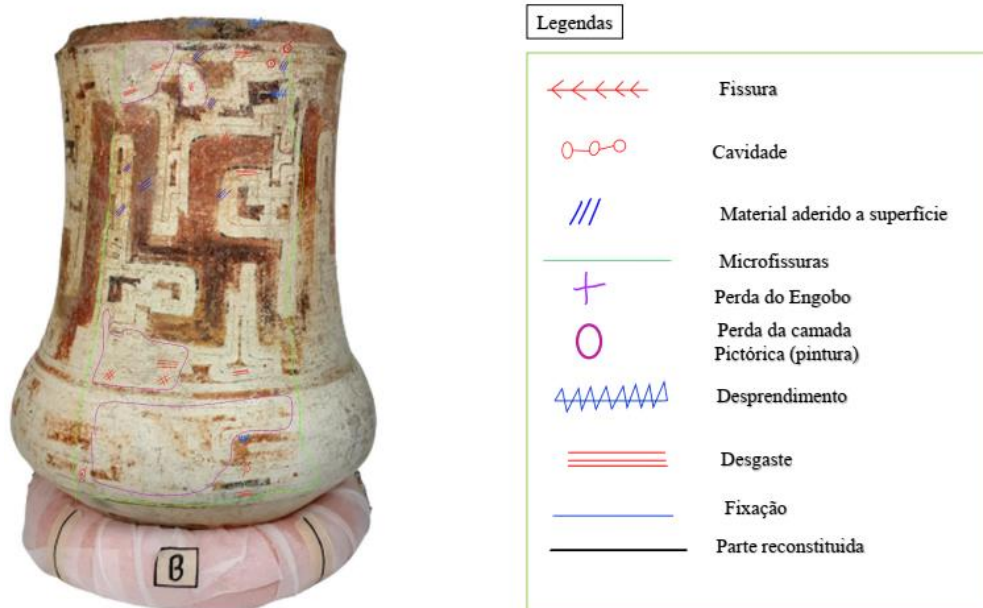 Legendas
Fissura
Cavidade
Material aderido a superfície
Microfissuras
Perda do Engobo
Perda da camada
Pictórica (pintura)
Desprendimento
Desgaste
Fixação
Parte reconstituida
β